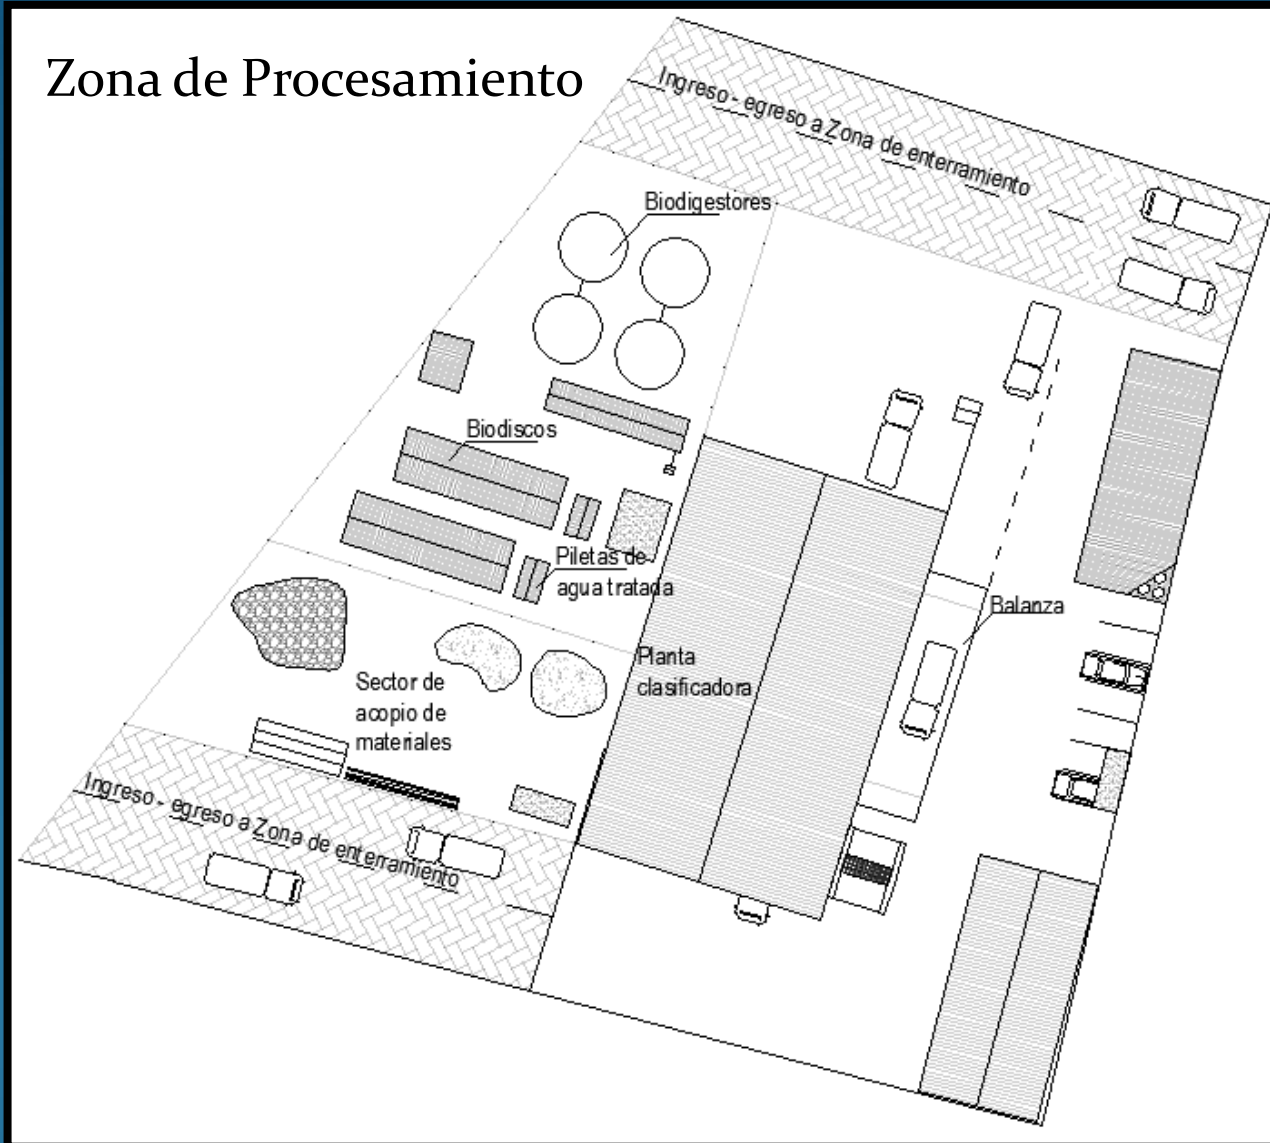 Zona de Procesamiento
Ingreso - egreso a Zona de enterramiento
Biodigestores
Biodiscos
Piletas de
agua tratada
Balanza
Planta
clasificadora
Sector de
acopio de
materiales
Ingreso - egreso a Zona de enterramiento